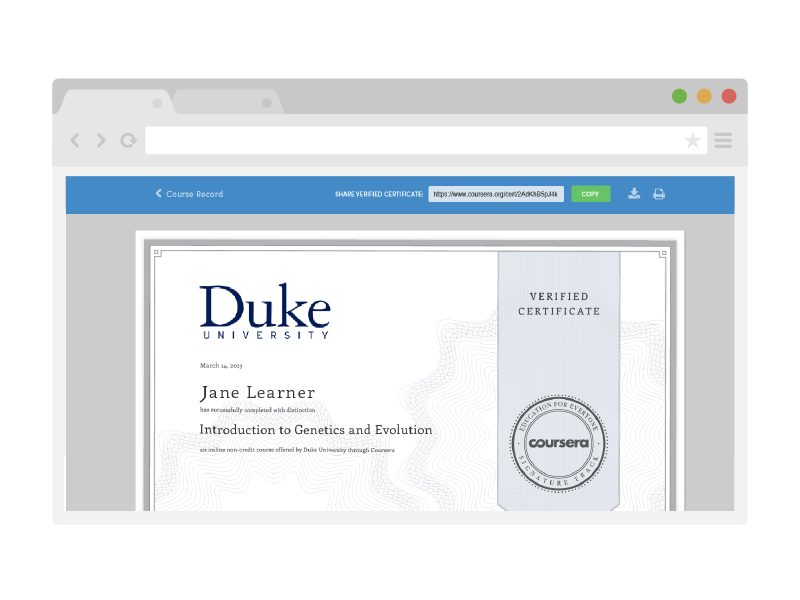 Course Record
SHARE VERIFIED CERTIFICATE:
https://www.coursera.org/cert/2AdKhB5pJ4k
COPY
Duke
UNIVERSITY
March 14, 2013
Jane Learner
has successfully completed with distinction
Introduction to Genetics and Evolution
an online non-credit course offered by Duke University through Coursera
VERIFIED
CERTIFICATE
EDUCATION FOR EVERYONE
coursera
SIGNATURE TRACK